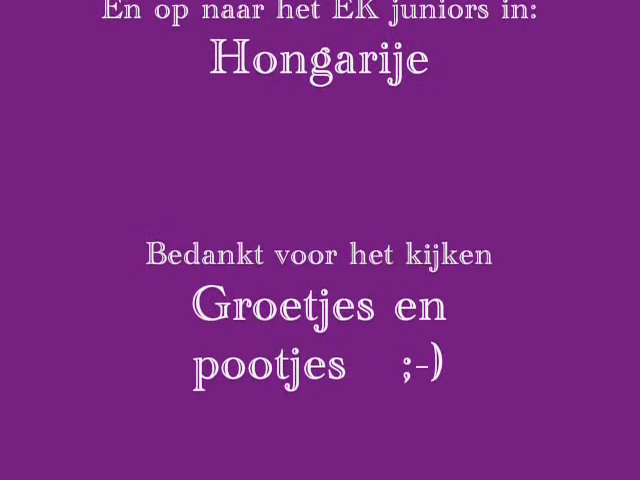 En op naar het EK juniors in:
Hongarije
Bedankt voor het kijken
Groetjes en
pootjes ;-)